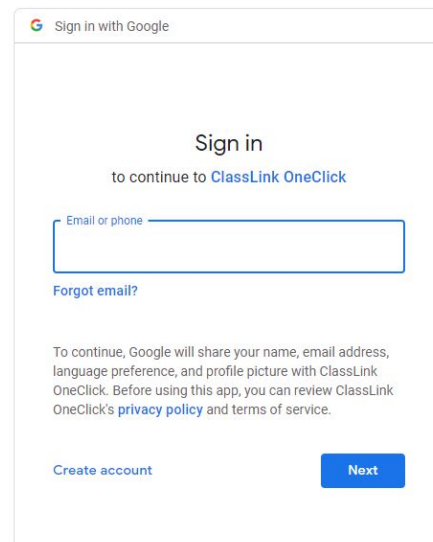 Sign in with Google
Sign in
to continue to ClassLink OneClick
Email or phone
Forgot email?
To continue, Google will share your name, email address,
language preference, and profile picture with ClassLink
OneClick. Before using this app, you can review ClassLink
OneClick's privacy policy and terms of service.
Create account
Next